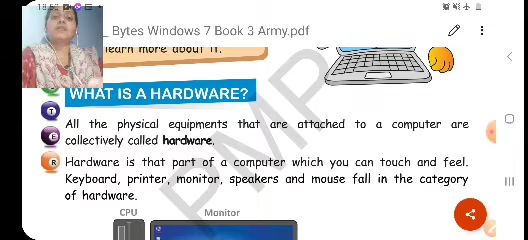 18:50
_ Bytes Windows 7 Book 3 Army.pdf
learn more about it.
WHAT IS A HARDWARE?
All the physical equipments that are attached to a computer are
collectively called hardware.
Hardware is that part of a computer which you can touch and feel.
Keyboard, printer, monitor, speakers and mouse fall in the category
of hardware.
T
E
R
PMP
CPU Monitor